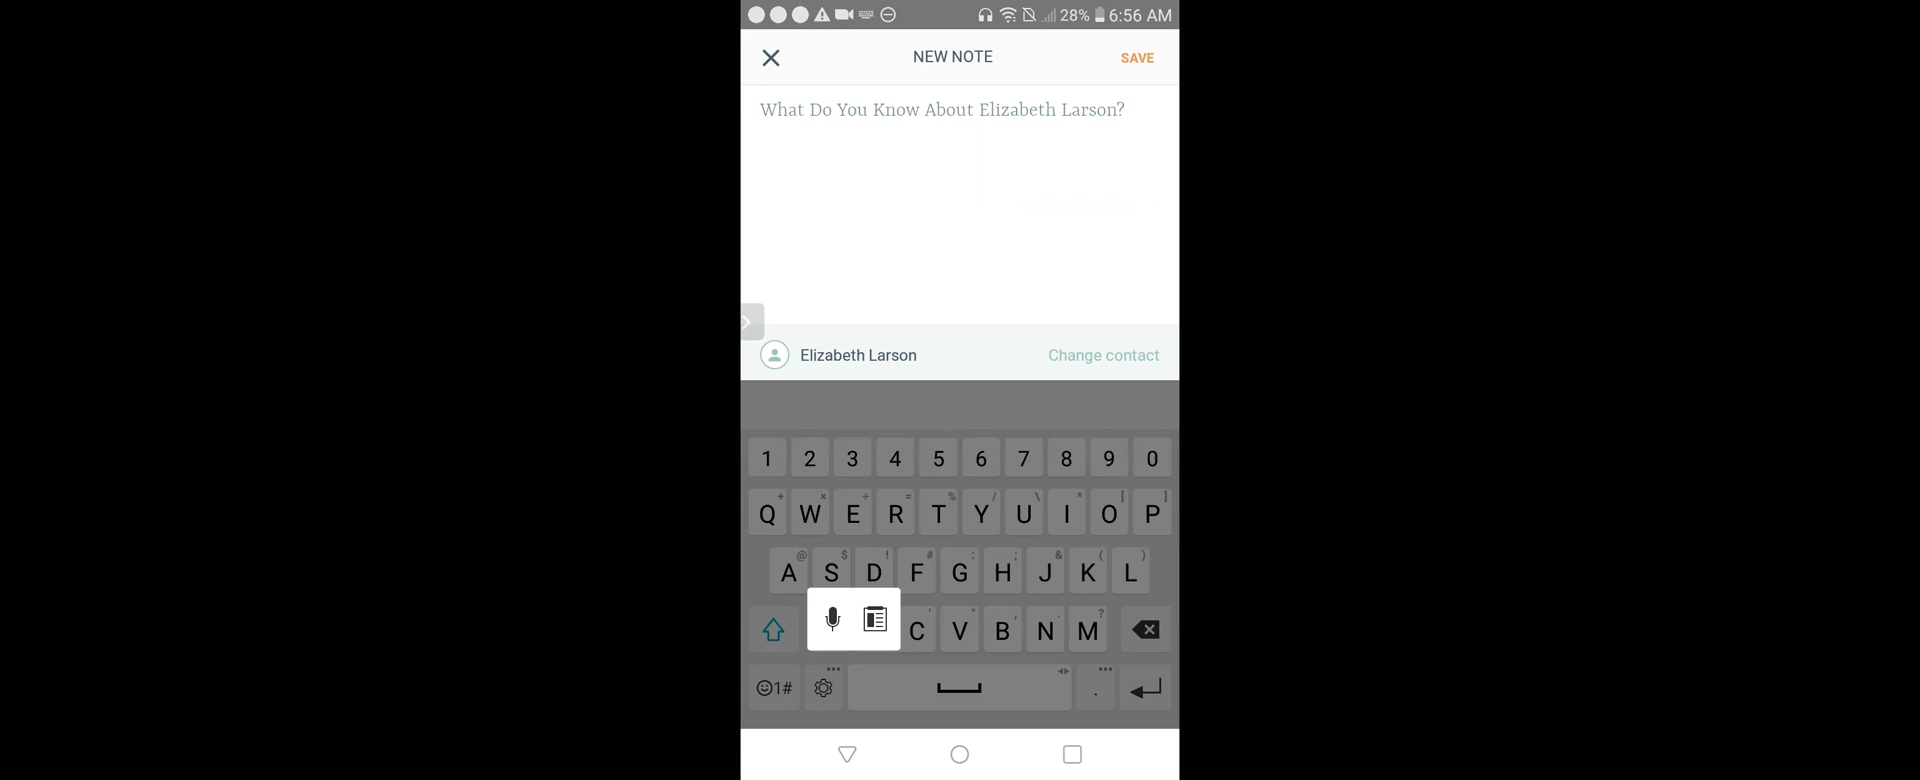 28% 6:56 AM
NEW NOTE
SAVE
What Do You Know About Elizabeth Larson?
Elizabeth Larson
Change contact
1 2 3 4 5 6 7 8 9 0
+ × ÷ = % / \ * [ ]
Q W E R T Y U I O P
@ $ ! # : ; & ( )
A S D F G H J K L
' " , . ?
C V B N M
1# .